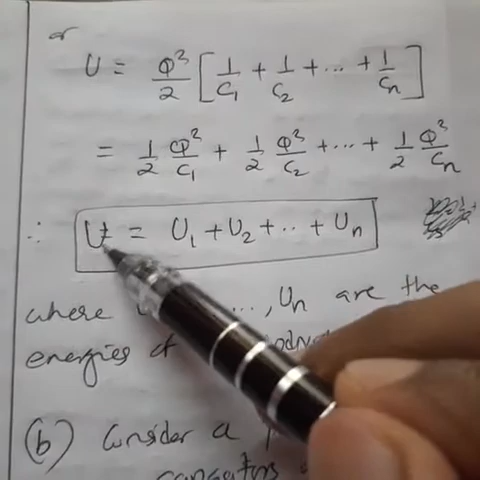 or
U = Q²/2 [1/C₁ + 1/C₂ + ... + 1/Cₙ]
= 1/2 Q²/C₁ + 1/2 Q²/C₂ + ... + 1/2 Q²/Cₙ
∴ U = U₁ + U₂ + .. + Uₙ
where ..., Uₙ are the
energies of
(b) Consider a
capacitors